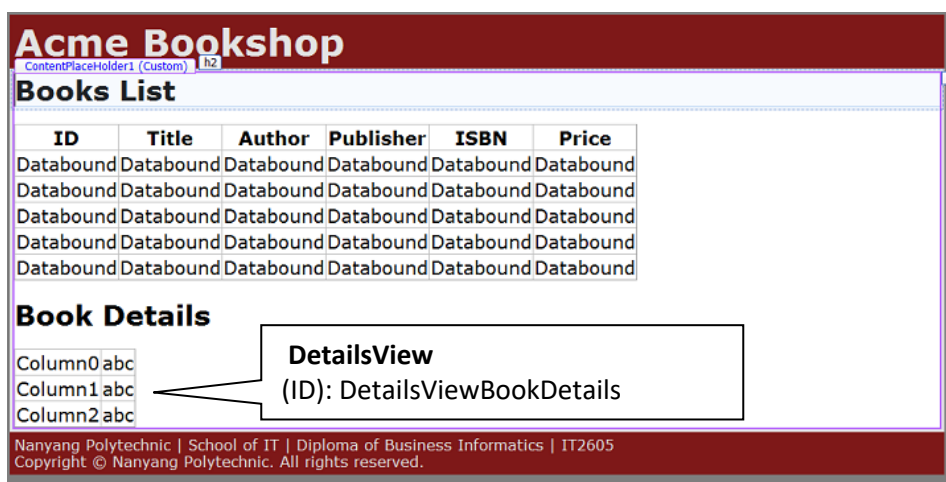 Acme Bookshop
ContentPlaceHolder1 (Custom) h2
Books List
ID Title Author Publisher ISBN Price
Databound Databound Databound Databound Databound Databound
Databound Databound Databound Databound Databound Databound
Databound Databound Databound Databound Databound Databound
Databound Databound Databound Databound Databound Databound
Databound Databound Databound Databound Databound Databound
Book Details
DetailsView
(ID): DetailsViewBookDetails
Column0 abc
Column1 abc
Column2 abc
Nanyang Polytechnic | School of IT | Diploma of Business Informatics | IT2605
Copyright © Nanyang Polytechnic. All rights reserved.